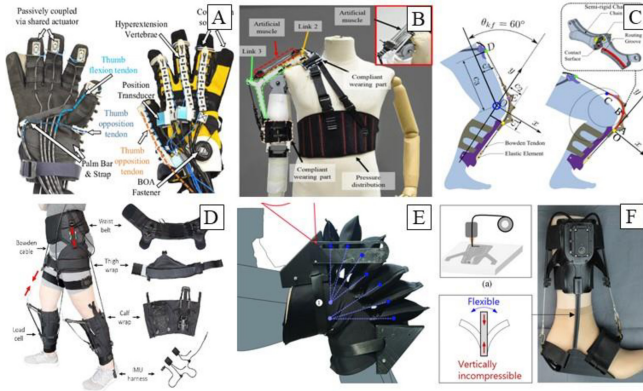 Passively coupled
via shared actuator
A
Thumb
flexion tendon
Thumb
opposition
tendon
Palm Bar
& Strap
Hyperextension
Vertebrae
Position
Transducer
Thumb
opposition
tendon
BOA
Fastener
B
Artificial
muscle
Link 2
Link 3
Artificial muscle
Compliant
wearing part
Compliant
wearing part
Pressure
distribution
C
θkf = 60°
D
y
x
Bowden Tendon
Elastic Element
Semi-rigid Chain
Chain
Routing
Groove
Contact
Surface
D
Waist
belt
Bowden
cable
Thigh
wrap
Calf
wrap
Load
cell
IMU
harness
E
F
(a)
Flexible
Vertically
incompressible